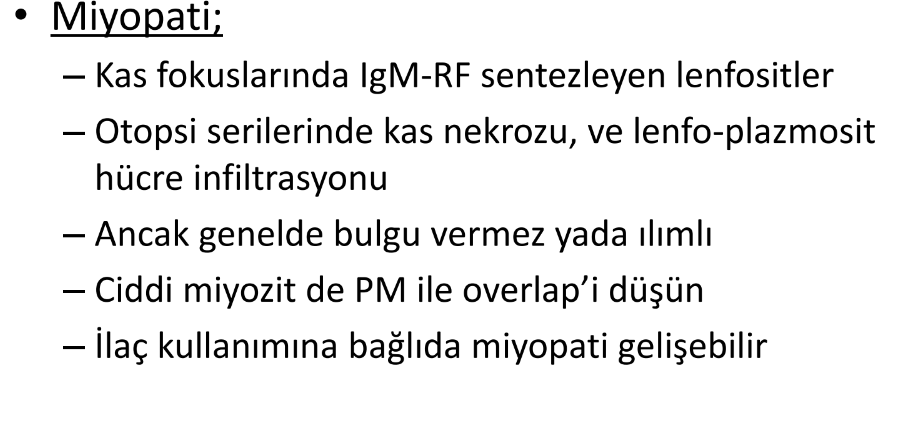 • Miyopati;
– Kas fokuslarında IgM-RF sentezleyen lenfositler
– Otopsi serilerinde kas nekrozu, ve lenfo-plazmosit
hücre infiltrasyonu
– Ancak genelde bulgu vermez yada ılımlı
– Ciddi miyozit de PM ile overlap’i düşün
– İlaç kullanımına bağlıda miyopati gelişebilir